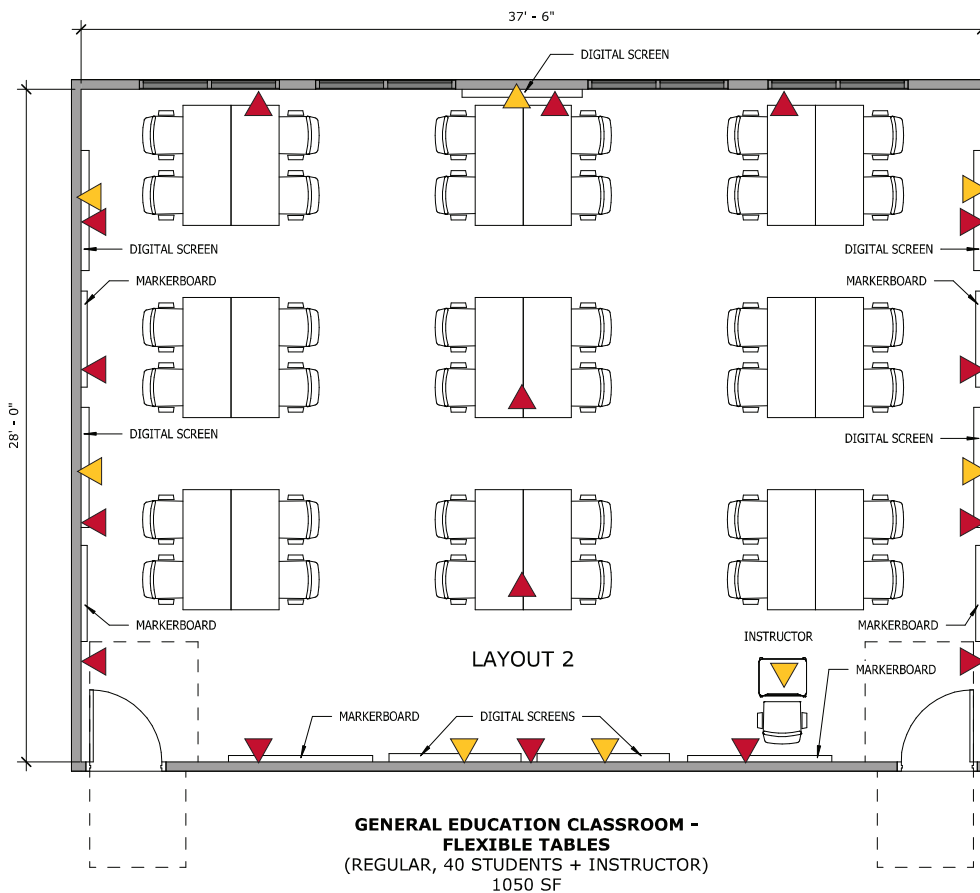 37' - 6"
DIGITAL SCREEN
DIGITAL SCREEN
DIGITAL SCREEN
MARKERBOARD
MARKERBOARD
28' - 0"
DIGITAL SCREEN
DIGITAL SCREEN
MARKERBOARD
MARKERBOARD
INSTRUCTOR
LAYOUT 2
MARKERBOARD
MARKERBOARD
DIGITAL SCREENS
GENERAL EDUCATION CLASSROOM -
FLEXIBLE TABLES
(REGULAR, 40 STUDENTS + INSTRUCTOR)
1050 SF